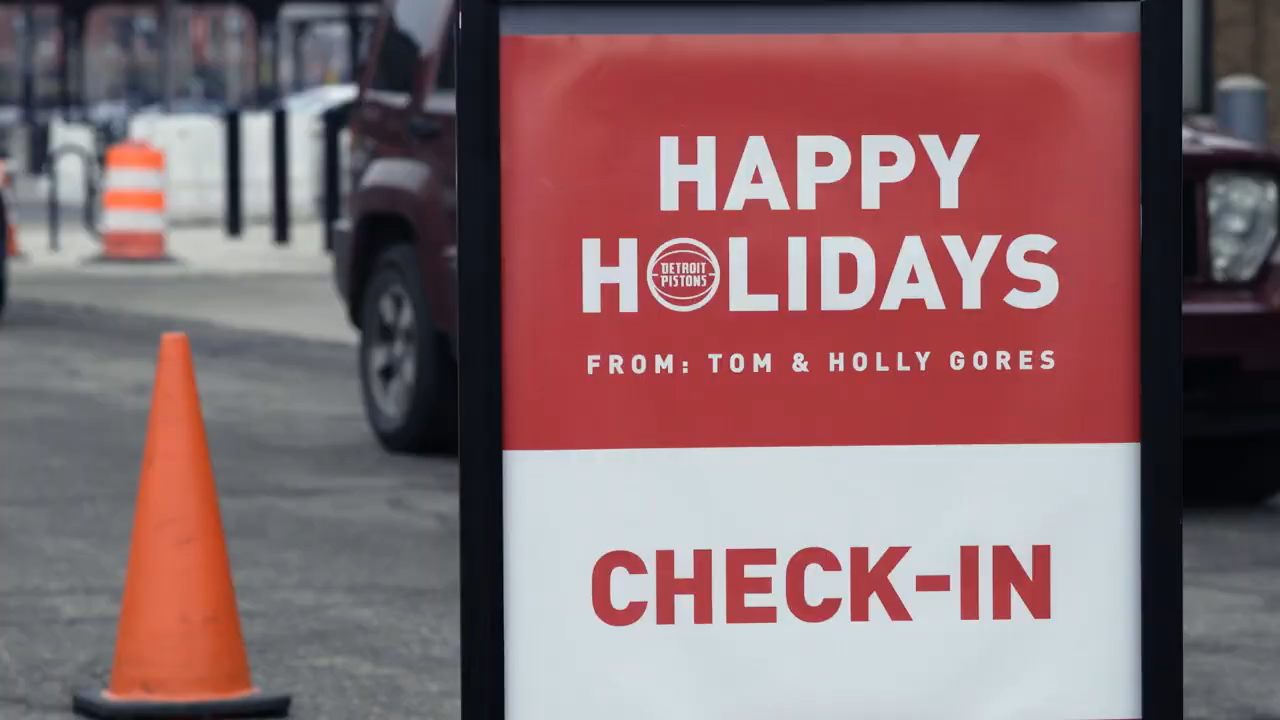 HAPPY
HOLIDAYS
DETROIT
PISTONS
FROM: TOM & HOLLY GORES
CHECK-IN